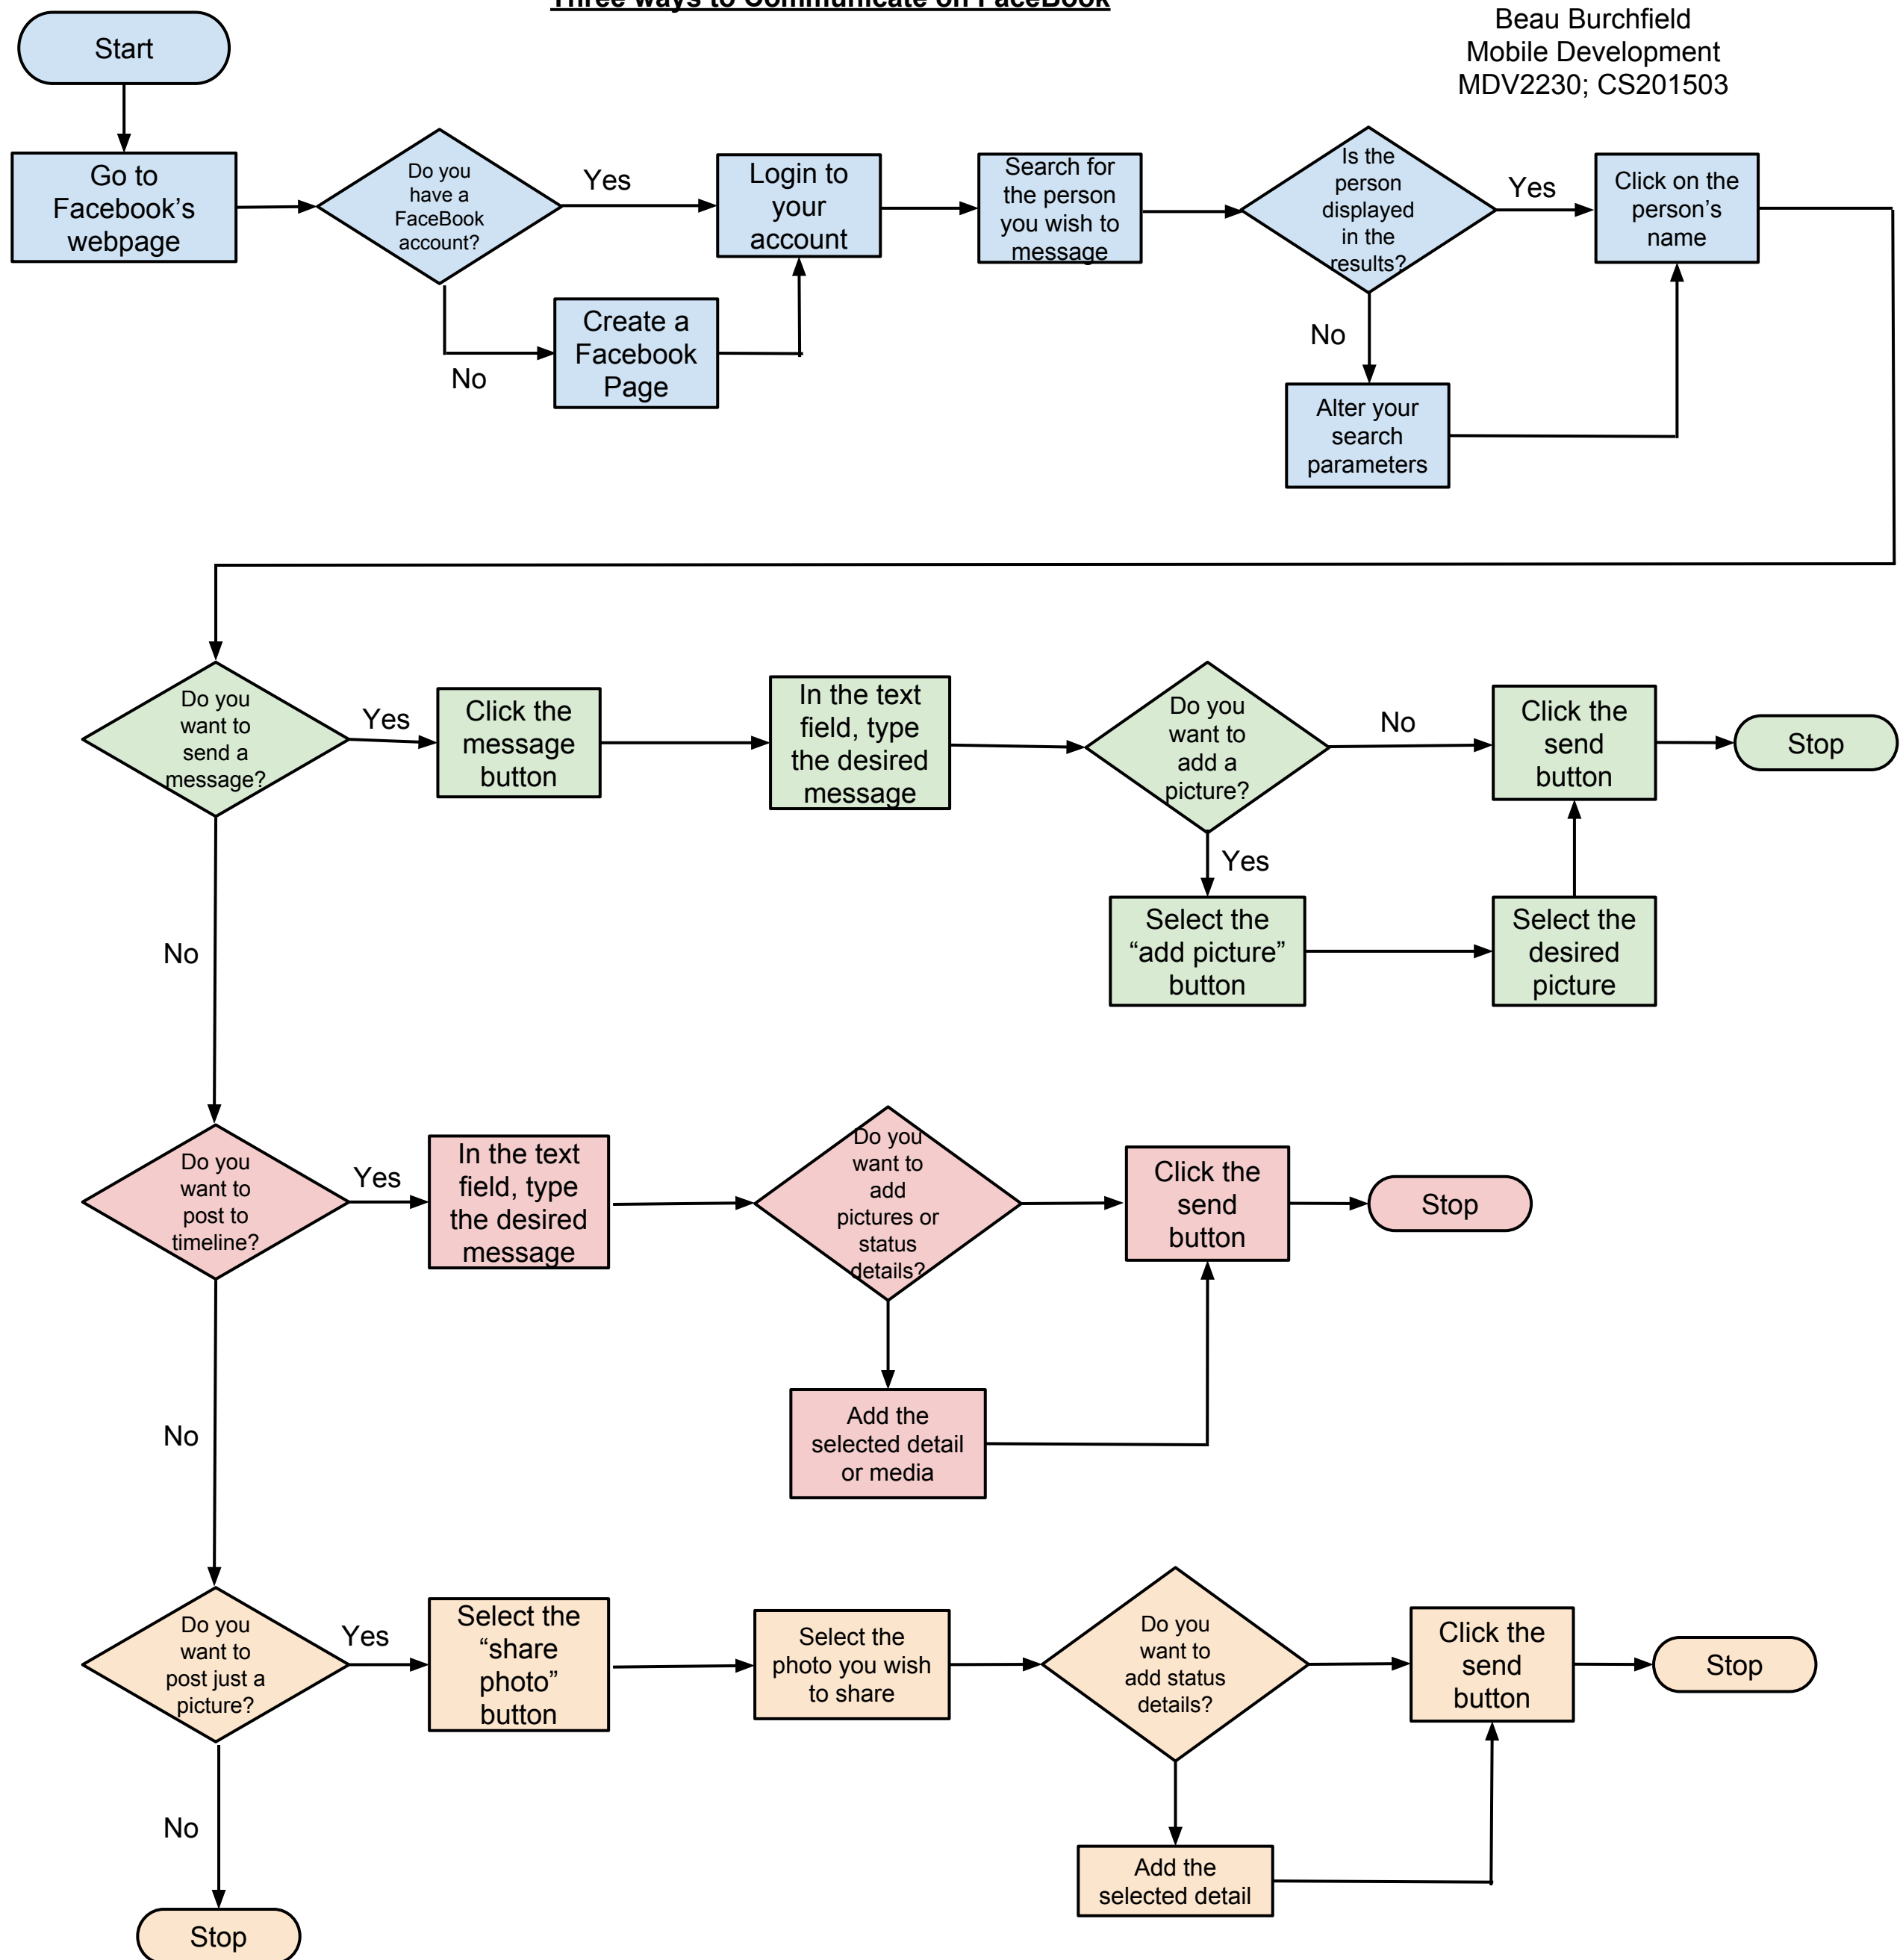 Three ways to Communicate on FaceBook
Beau Burchfield
Mobile Development
MDV2230; CS201503
Start
Go to
Facebook’s
webpage
Do you
have a
FaceBook
account?
Yes
No
Create a
Facebook
Page
Login to
your
account
Search for
the person
you wish to
message
Is the
person
displayed
in the
results?
Yes
No
Alter your
search
parameters
Click on the
person’s
name
Do you
want to
send a
message?
Yes
No
Click the
message
button
In the text
field, type
the desired
message
Do you
want to
add a
picture?
No
Yes
Select the
“add picture”
button
Select the
desired
picture
Click the
send
button
Stop
Do you
want to
post to
timeline?
Yes
No
In the text
field, type
the desired
message
Do you
want to
add
pictures or
status
details?
Add the
selected detail
or media
Click the
send
button
Stop
Do you
want to
post just a
picture?
Yes
No
Select the
“share
photo”
button
Select the
photo you wish
to share
Do you
want to
add status
details?
Add the
selected detail
Click the
send
button
Stop
Stop